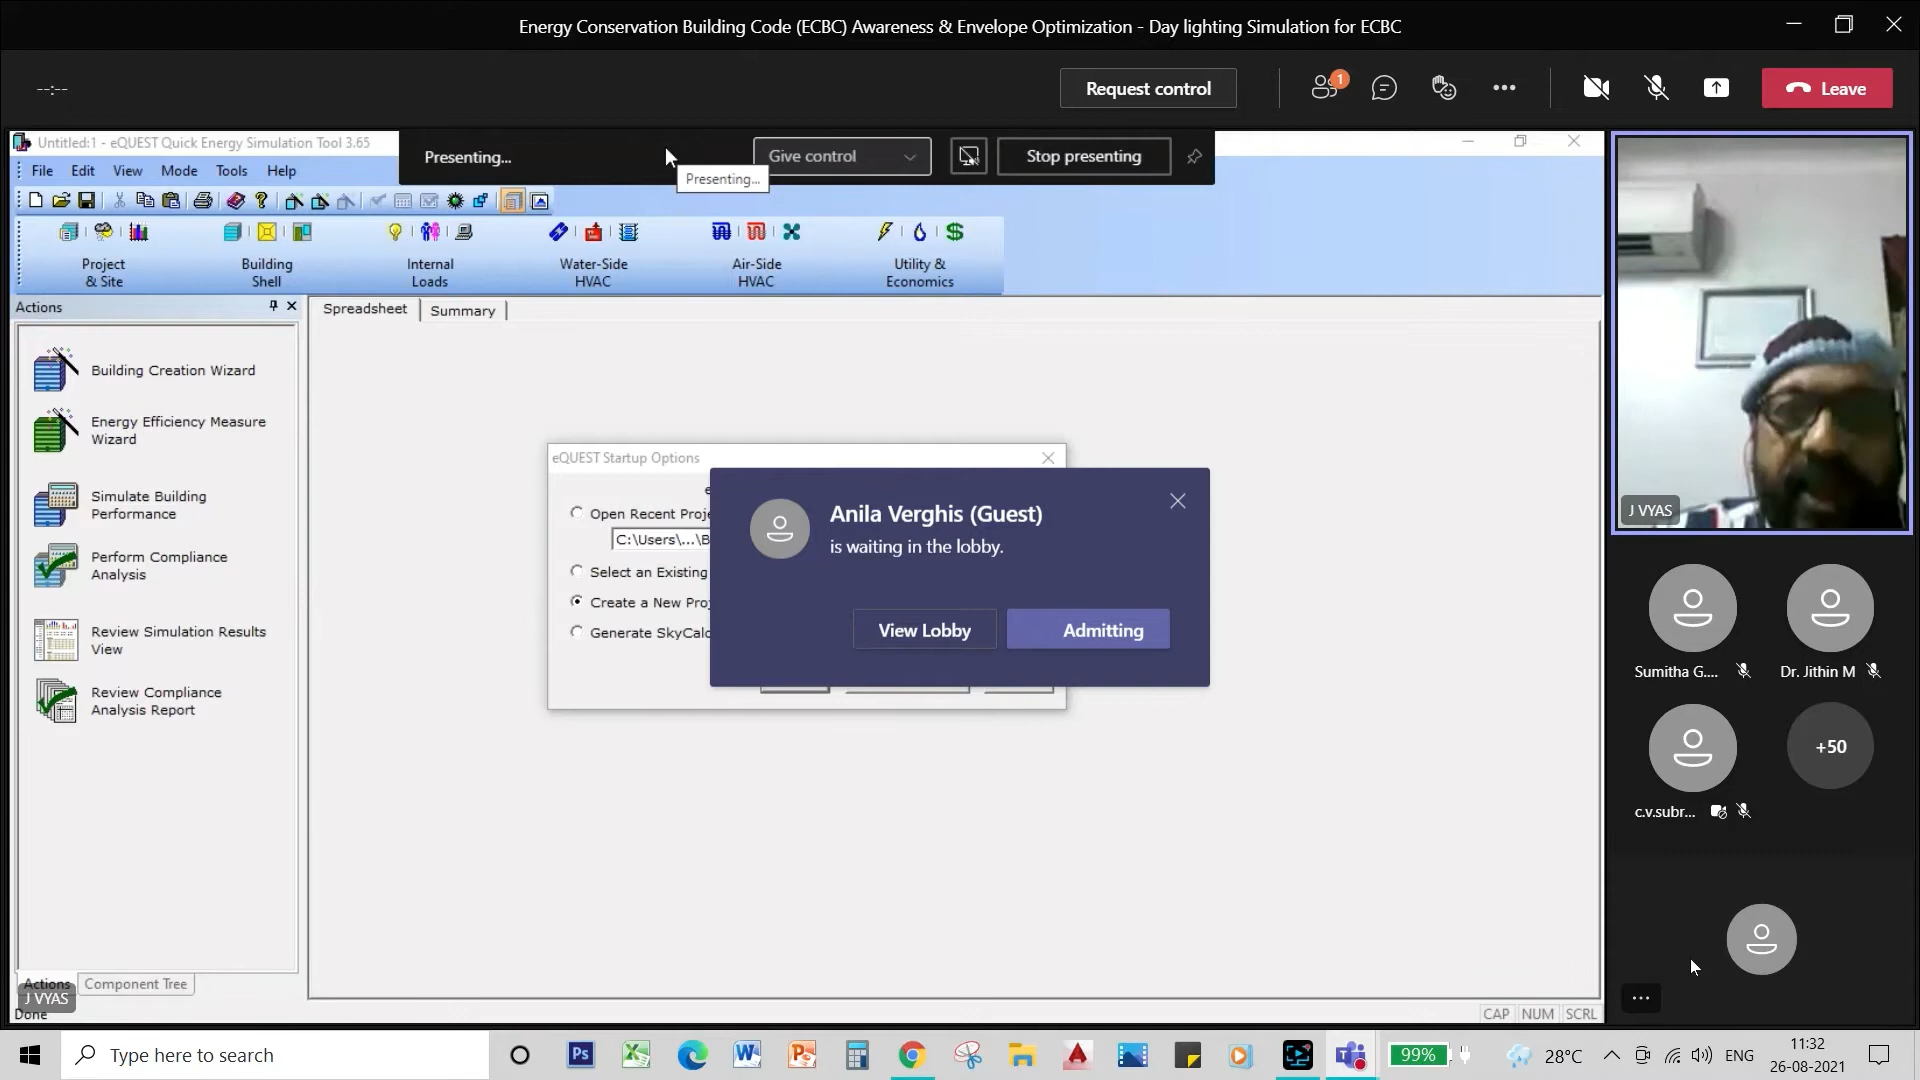 Energy Conservation Building Code (ECBC) Awareness & Envelope Optimization - Day lighting Simulation for ECBC
--:--
Request control
1
Leave
Untitled:1 - eQUEST Quick Energy Simulation Tool 3.65
Presenting...
Give control
Stop presenting
Presenting...
File Edit View Mode Tools Help
Project & Site
Building Shell
Internal Loads
Water-Side HVAC
Air-Side HVAC
Utility & Economics
Actions
Spreadsheet
Summary
Building Creation Wizard
Energy Efficiency Measure
Wizard
Simulate Building
Performance
Perform Compliance
Analysis
Review Simulation Results
View
Review Compliance
Analysis Report
eQUEST Startup Options
Open Recent Proje
C:\Users\...\B
Select an Existing
Create a New Proj
Generate SkyCalc
Anila Verghis (Guest)
is waiting in the lobby.
View Lobby
Admitting
J VYAS
Sumitha G....
Dr. Jithin M
c.v.subr...
+50
Actions
Component Tree
J VYAS
Done
CAP NUM SCRL
Type here to search
Ps
99%
28°C
ENG
11:32
26-08-2021